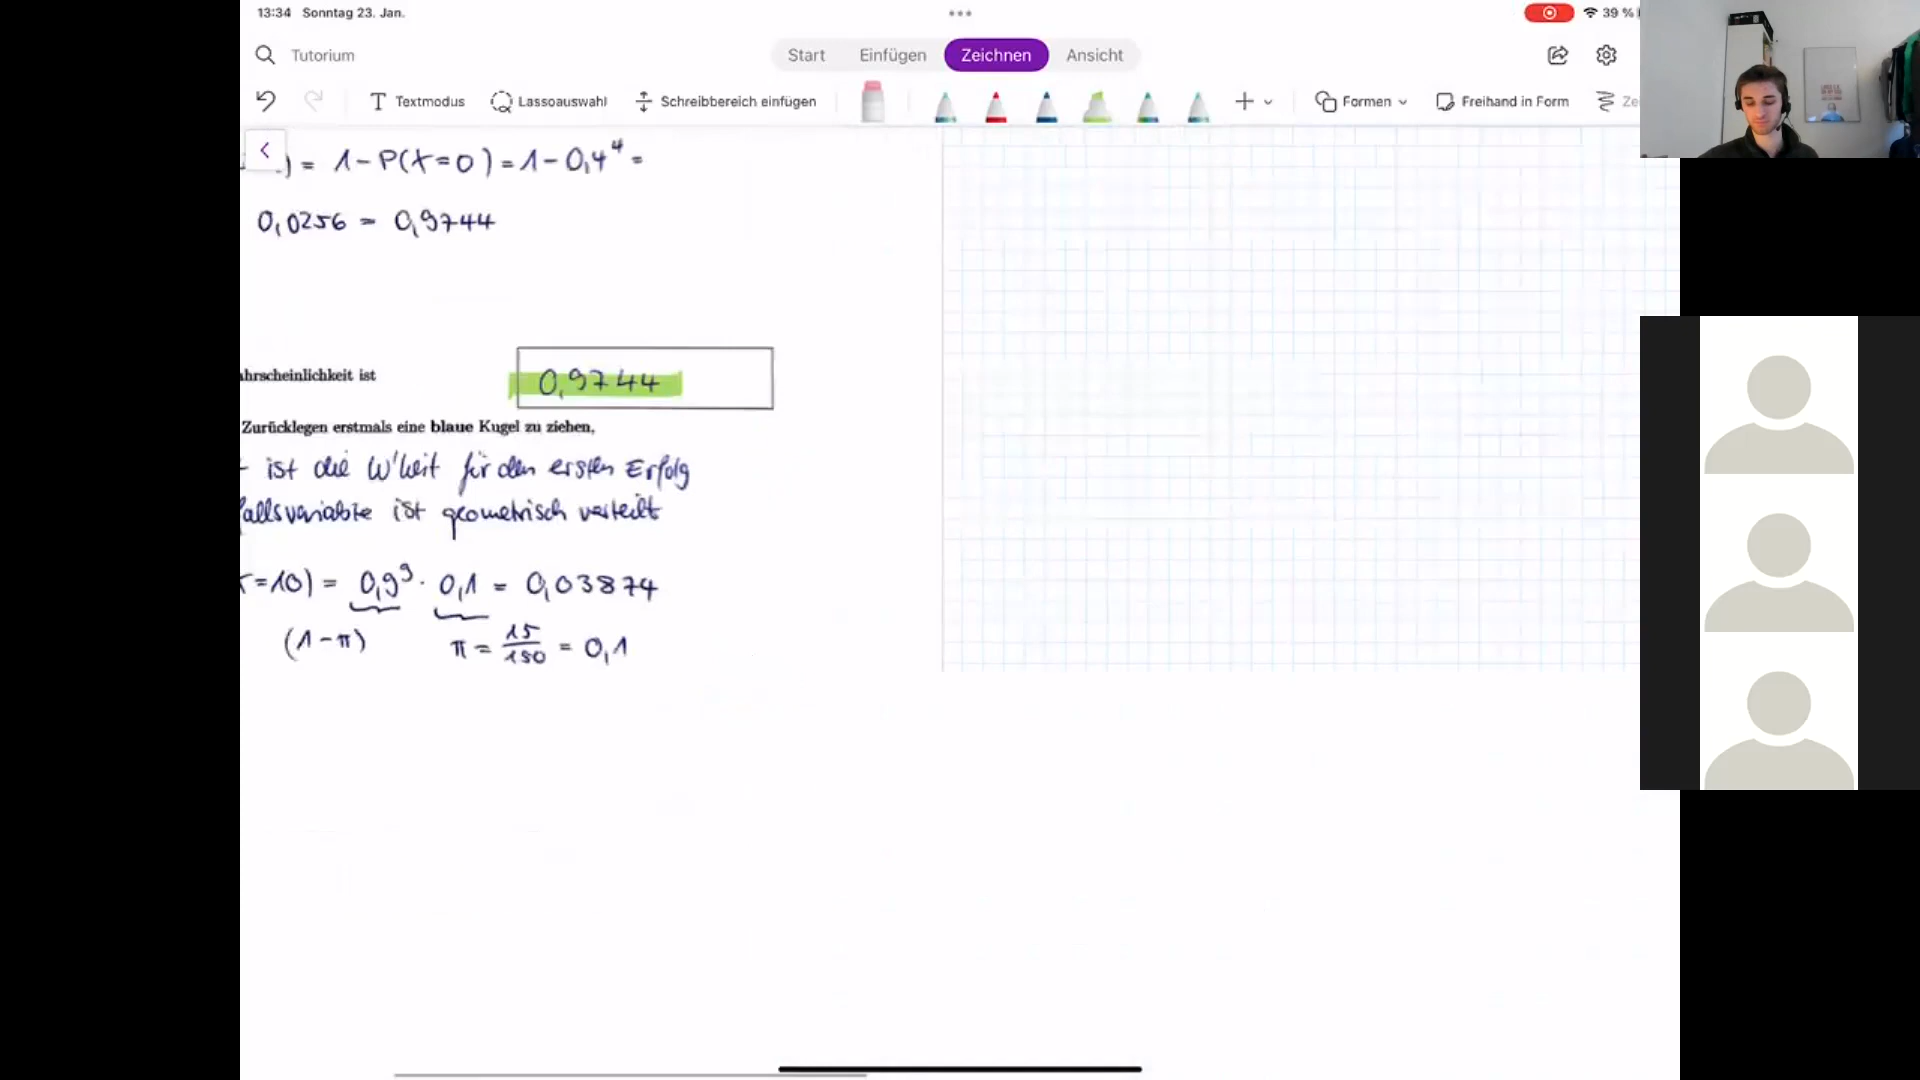 13:34 Sonntag 23. Jan.
39 %
Tutorium
Start Einfügen Zeichnen Ansicht
Textmodus Lassoauswahl Schreibbereich einfügen Formen Freihand in Form
) = 1 - P(X=0) = 1 - 0,4⁴ =
0,0256 = 0,9744
ahrscheinlichkeit ist
0,9744
Zurücklegen erstmals eine blaue Kugel zu ziehen,
ist die W'keit für den ersten Erfolg
fallsvariable ist geometrisch verteilt
=10) = 0,9⁹ · 0,1 = 0,03874
(1-π) π = 15/150 = 0,1